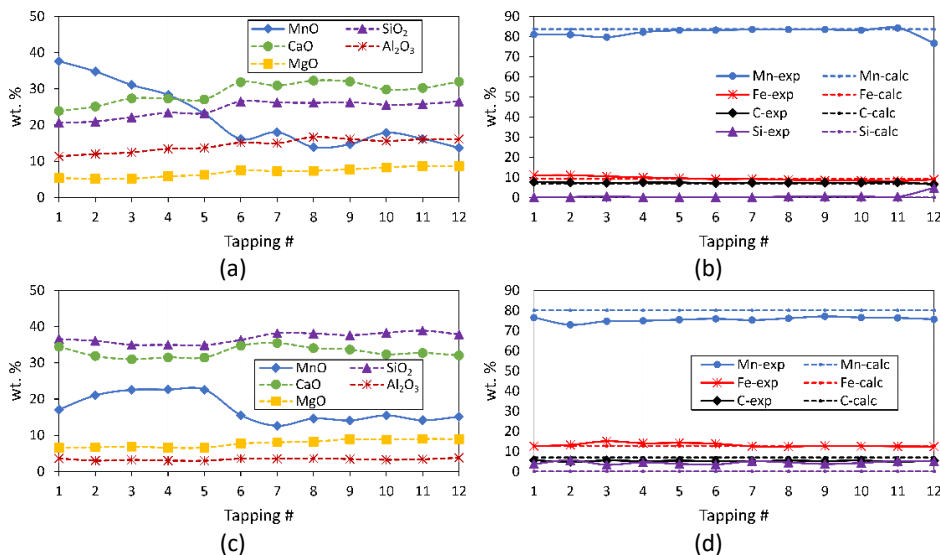 50
40
30
20
10
0
wt. %
MnO
SiO₂
CaO
Al₂O₃
MgO
1 2 3 4 5 6 7 8 9 10 11 12
Tapping #
(a)
90
80
70
60
50
40
30
20
10
0
wt. %
Mn-exp
Mn-calc
Fe-exp
Fe-calc
C-exp
C-calc
Si-exp
Si-calc
1 2 3 4 5 6 7 8 9 10 11 12
Tapping #
(b)
50
40
30
20
10
0
wt. %
MnO
SiO₂
CaO
Al₂O₃
MgO
1 2 3 4 5 6 7 8 9 10 11 12
Tapping #
(c)
90
80
70
60
50
40
30
20
10
0
wt. %
Mn-exp
Mn-calc
Fe-exp
Fe-calc
C-exp
C-calc
1 2 3 4 5 6 7 8 9 10 11 12
Tapping #
(d)